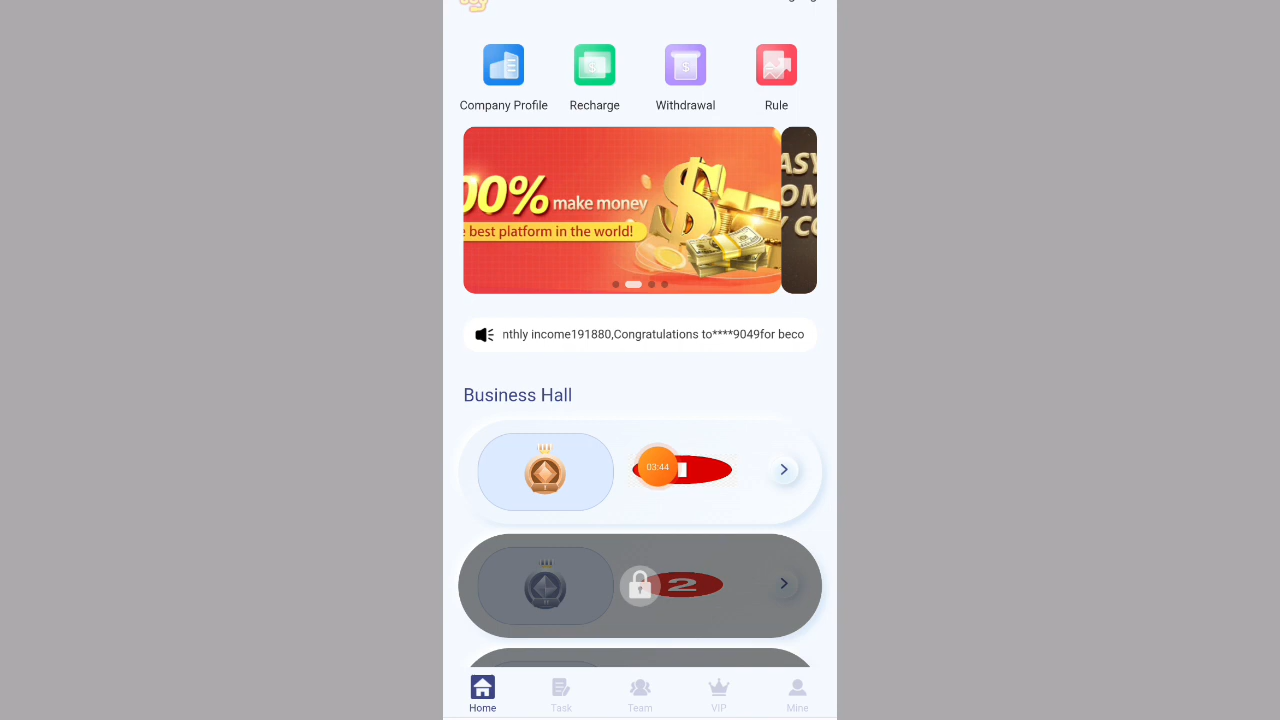 Company Profile
Recharge
Withdrawal
Rule
00% make money
best platform in the world!
nthly income191880,Congratulations to****9049for beco
Business Hall
03:44
2
Home
Task
Team
VIP
Mine